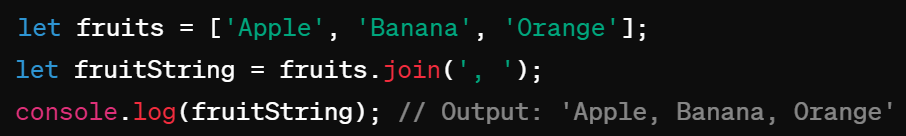 let fruits = ['Apple', 'Banana', 'Orange'];
let fruitString = fruits.join(', ');
console.log(fruitString); // Output: 'Apple, Banana, Orange'